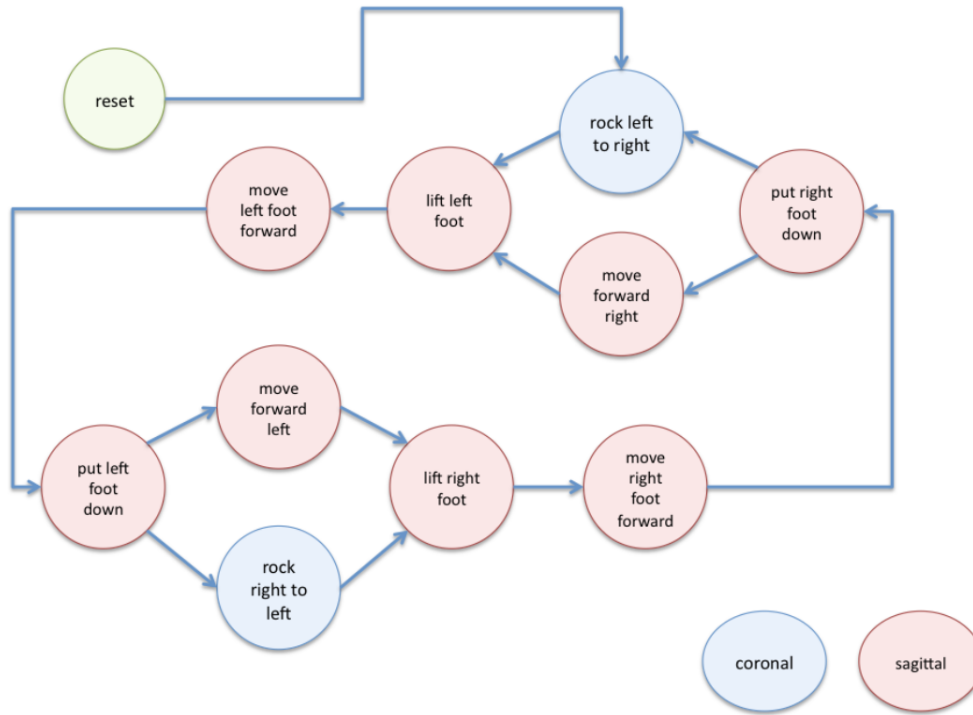 reset
rock left
to right
move
left foot
forward
lift left
foot
put right
foot
down
move
forward
right
move
forward
left
put left
foot
down
lift right
foot
move
right
foot
forward
rock
right to
left
coronal
sagittal